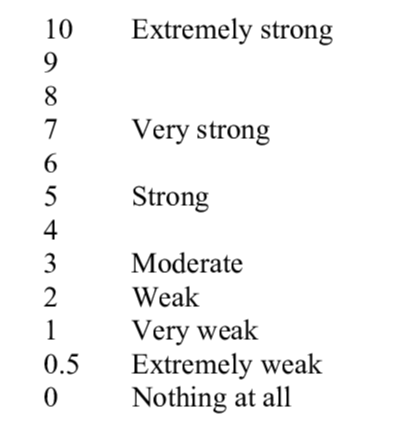 10 Extremely strong
9
8
7 Very strong
6
5 Strong
4
3 Moderate
2 Weak
1 Very weak
0.5 Extremely weak
0 Nothing at all